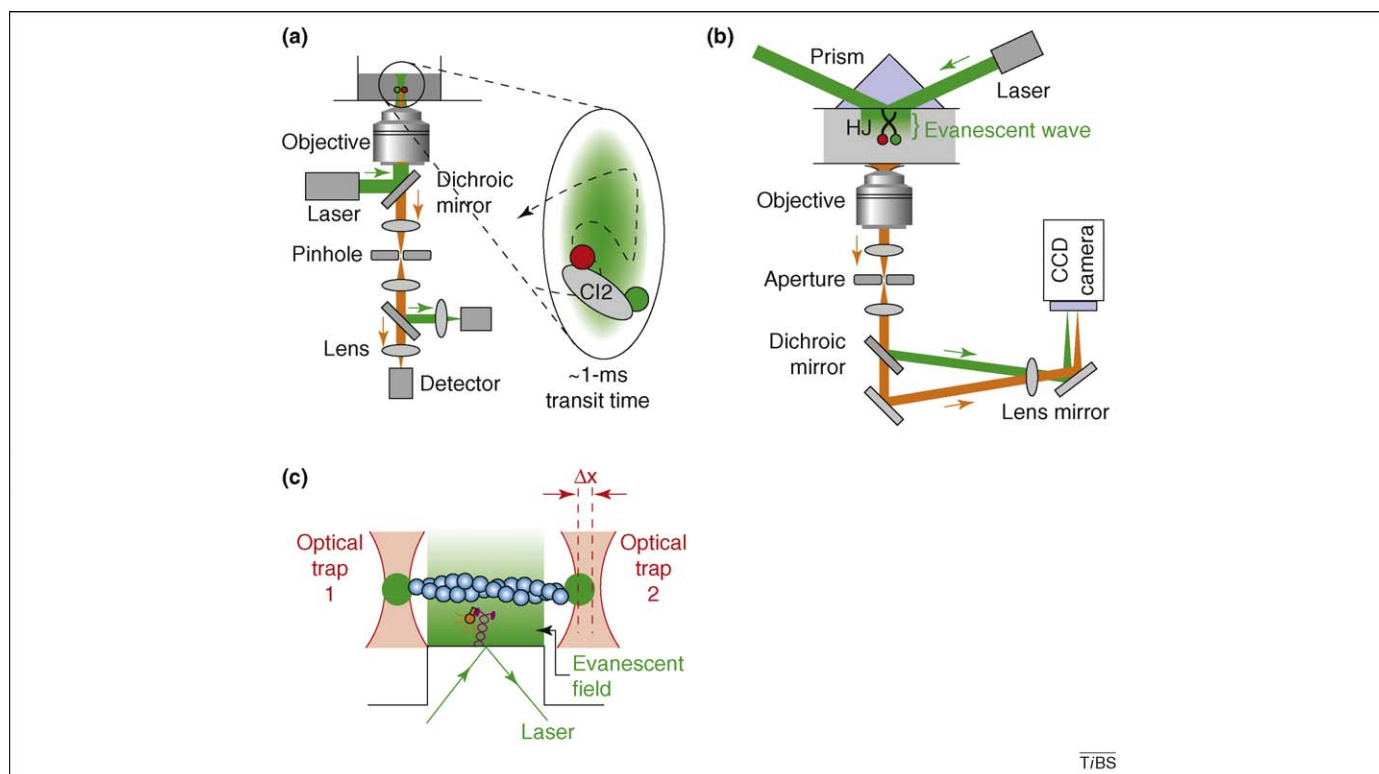 (a)
Objective
Laser
Dichroic
mirror
Pinhole
Lens
Detector
CI2
~1-ms
transit time
(b)
Prism
Laser
HJ
} Evanescent wave
Objective
Aperture
Dichroic
mirror
CCD
camera
Lens mirror
(c)
Δx
Optical
trap
1
Optical
trap
2
Evanescent
field
Laser
TiBS